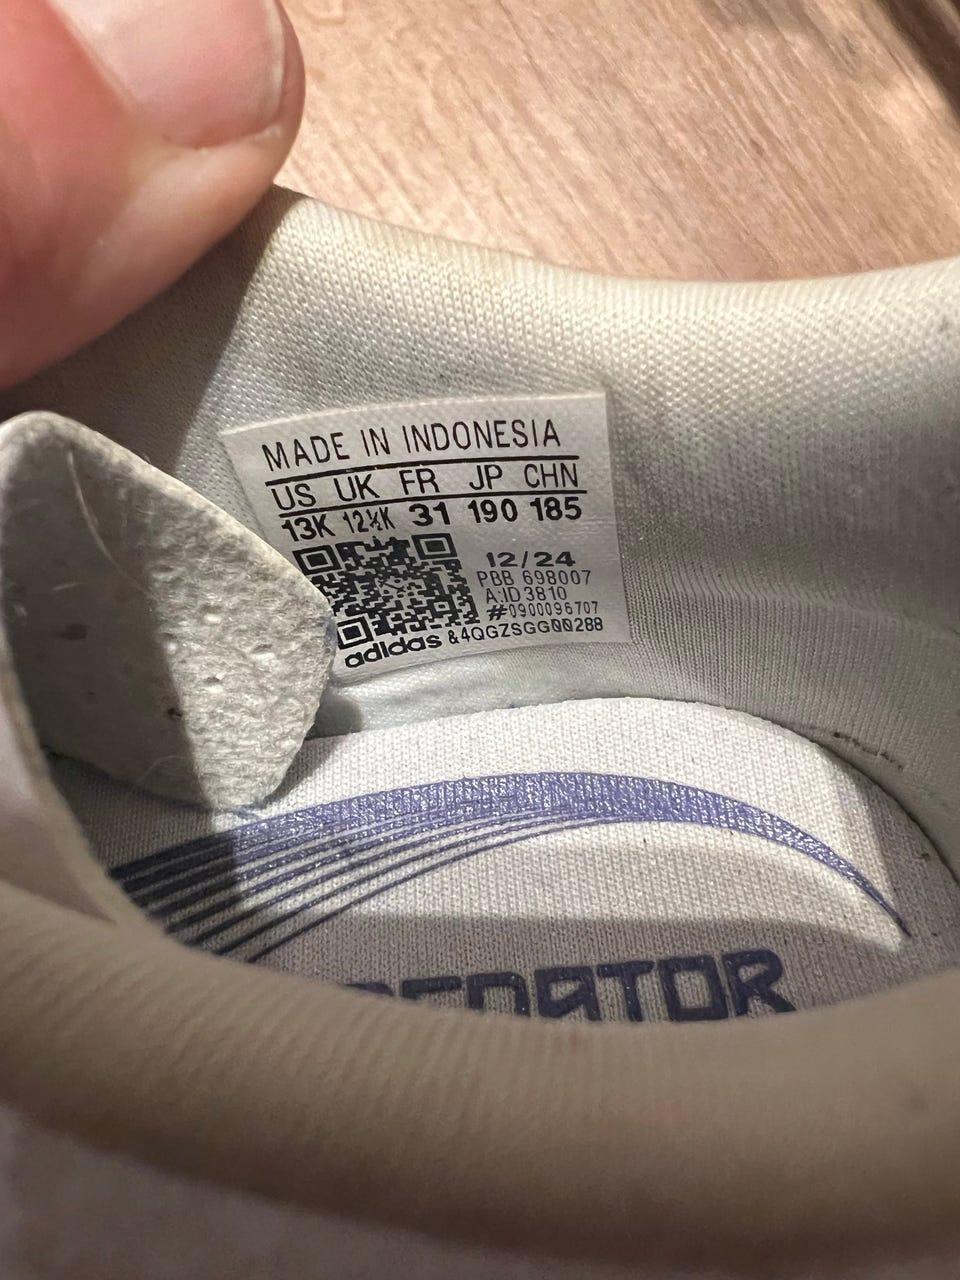 MADE IN INDONESIA
US UK FR JP CHN
13K 12½K 31 190 185
12/24
PBB 698007
A:ID3810
#0900096707
adidas &4QGZSGG00288
PREDATOR